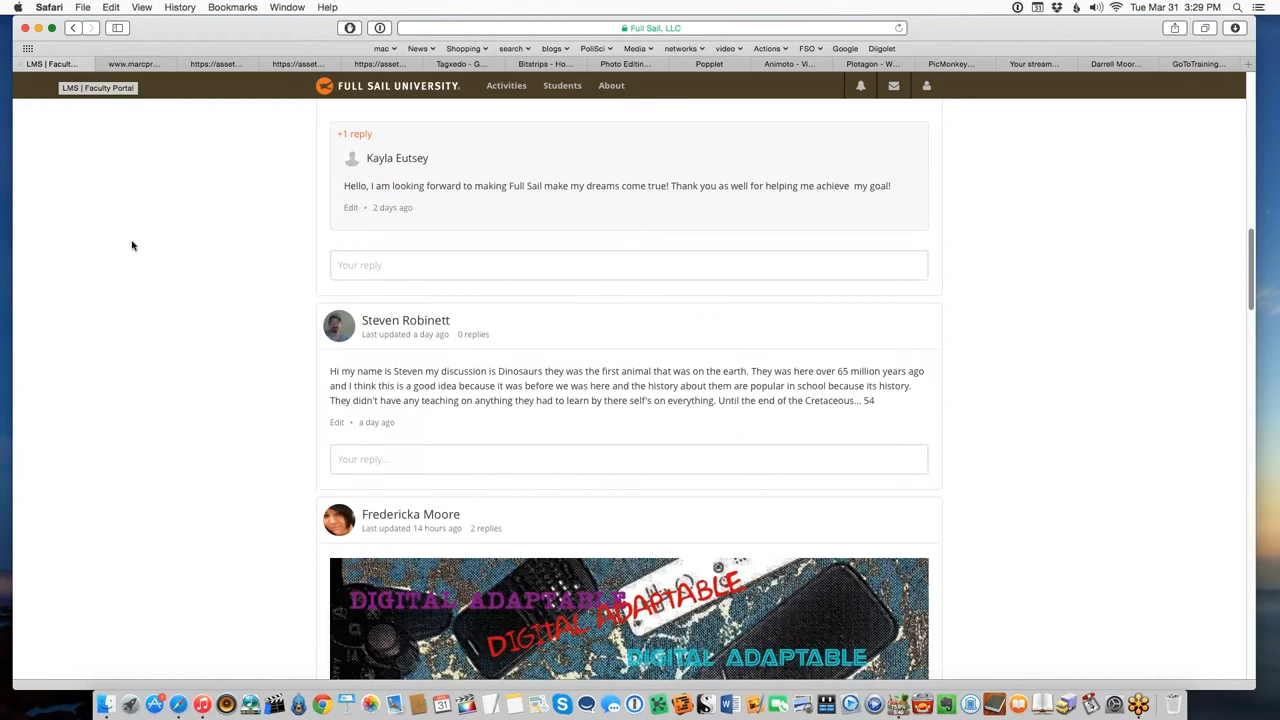 Safari File Edit View History Bookmarks Window Help Tue Mar 31 3:29 PM
Full Sail, LLC
mac News Shopping search blogs PoliSci Media networks video Actions FSO Google Diigolet
LMS | Facult... www.marcpr... https://asset... https://asset... https://asset... Tagxedo - G... Bitstrips - Ho... Photo Editin... Popplet Animoto - Vi... Plotagon - W... PicMonkey... Your stream... Darrell Moor... GoToTraining...
LMS | Faculty Portal
FULL SAIL UNIVERSITY. Activities Students About
+1 reply
Kayla Eutsey
Hello, I am looking forward to making Full Sail make my dreams come true! Thank you as well for helping me achieve my goal!
Edit • 2 days ago
Your reply.
Steven Robinett
Last updated a day ago 0 replies
Hi my name is Steven my discussion is Dinosaurs they was the first animal that was on the earth. They was here over 65 million years ago
and I think this is a good idea because it was before we was here and the history about them are popular in school because its history.
They didn't have any teaching on anything they had to learn by there self's on everything. Until the end of the Cretaceous... 54
Edit • a day ago
Your reply...
Fredericka Moore
Last updated 14 hours ago 2 replies
DIGITAL ADAPTABLE
DIGITAL ADAPTABLE
DIGITAL ADAPTABLE